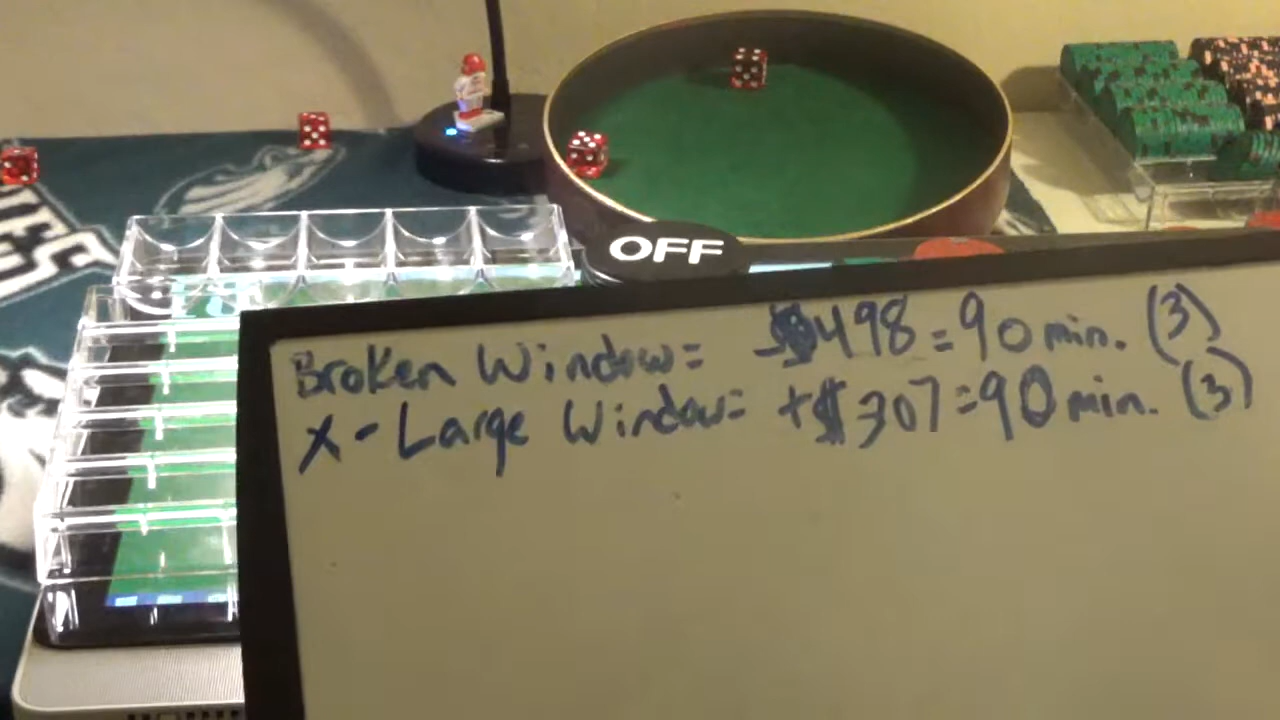 OFF
Broken Window= -$498=90 min. (3)
X-Large Window= +$307=90 min. (3)